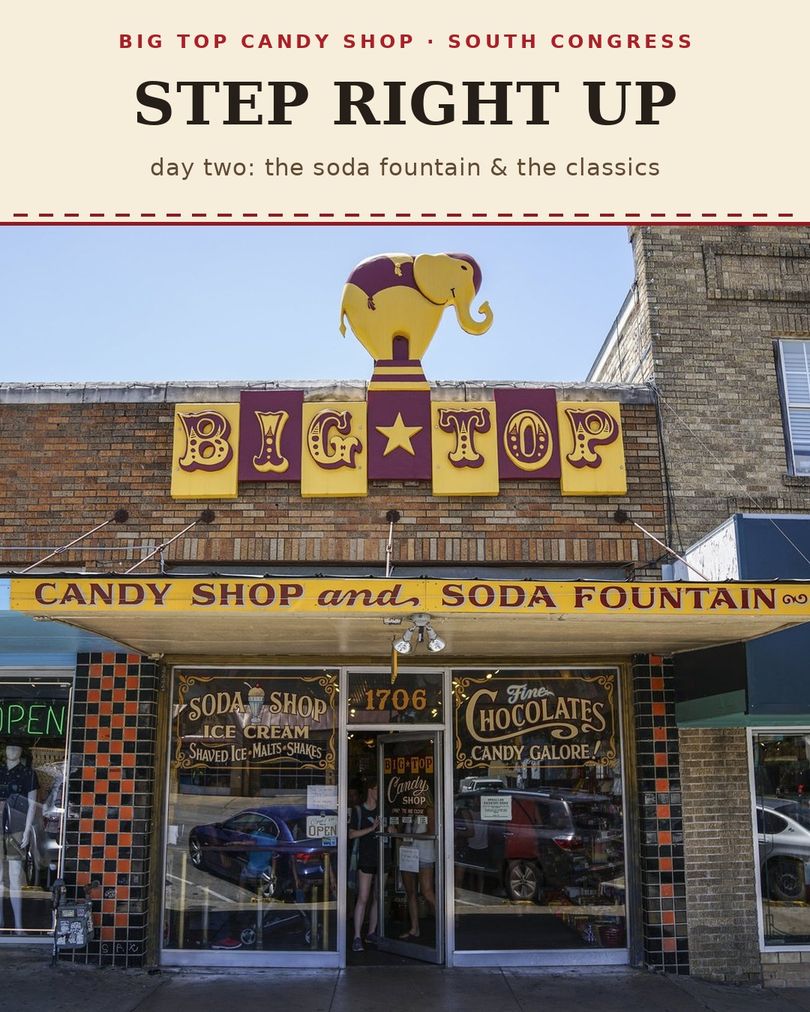 BIG TOP CANDY SHOP · SOUTH CONGRESS
STEP RIGHT UP
day two: the soda fountain & the classics
BIG★TOP
CANDY SHOP and SODA FOUNTAIN
OPEN
SODA SHOP
ICE CREAM
SHAVED ICE • MALTS • SHAKES
1706
Fine
CHOCOLATES
CANDY GALORE!
BIG★TOP
Candy
SHOP
OPEN